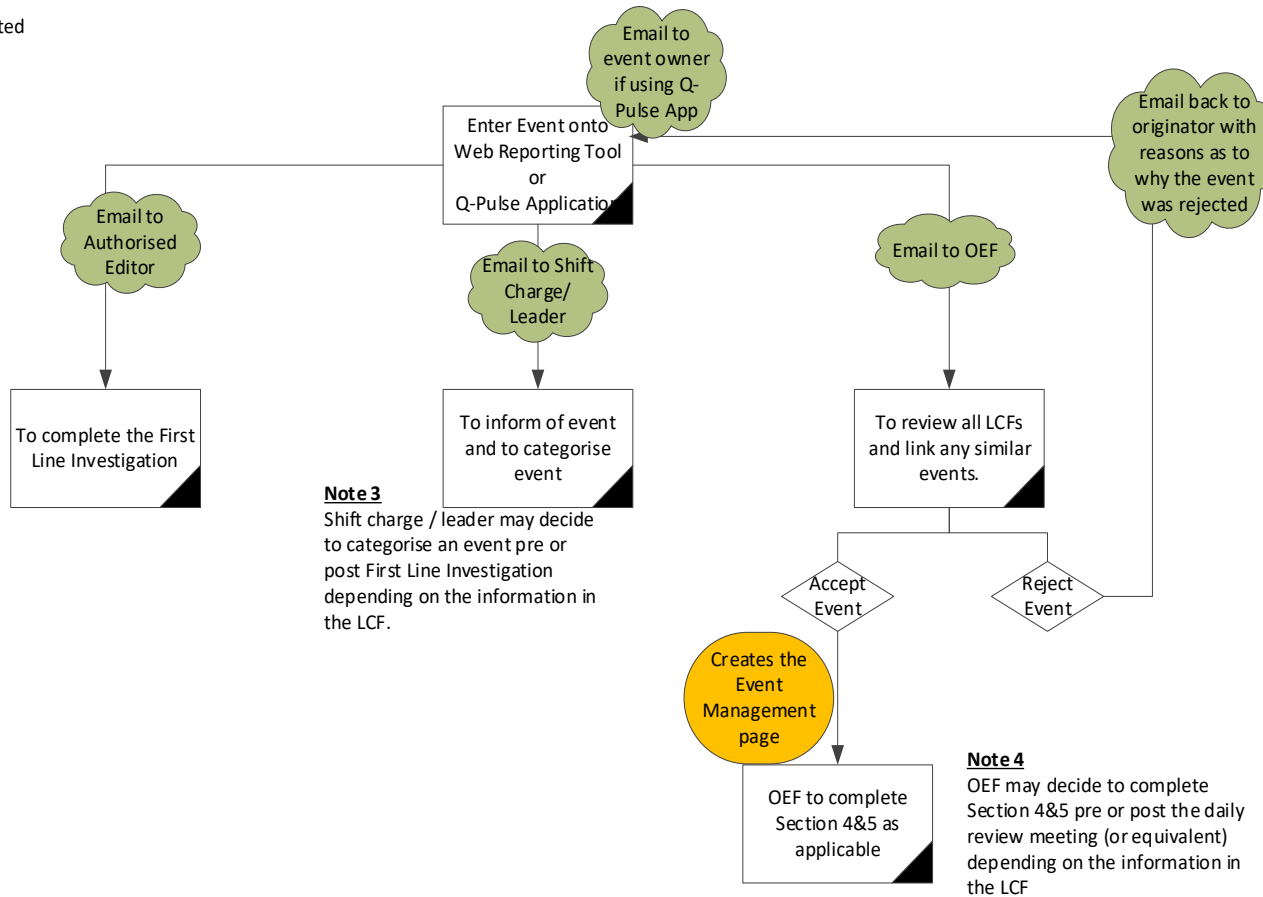 Email to
event owner
if using Q-
Pulse App
Enter Event onto
Web Reporting Tool
or
Q-Pulse Application
Email back to
originator with
reasons as to
why the event
was rejected
Email to
Authorised
Editor
Email to Shift
Charge/
Leader
Email to OEF
To complete the First
Line Investigation
To inform of event
and to categorise
event
To review all LCFs
and link any similar
events.
Note 3
Shift charge / leader may decide
to categorise an event pre or
post First Line Investigation
depending on the information in
the LCF.
Accept
Event
Reject
Event
Creates the
Event
Management
page
OEF to complete
Section 4&5 as
applicable
Note 4
OEF may decide to complete
Section 4&5 pre or post the daily
review meeting (or equivalent)
depending on the information in
the LCF